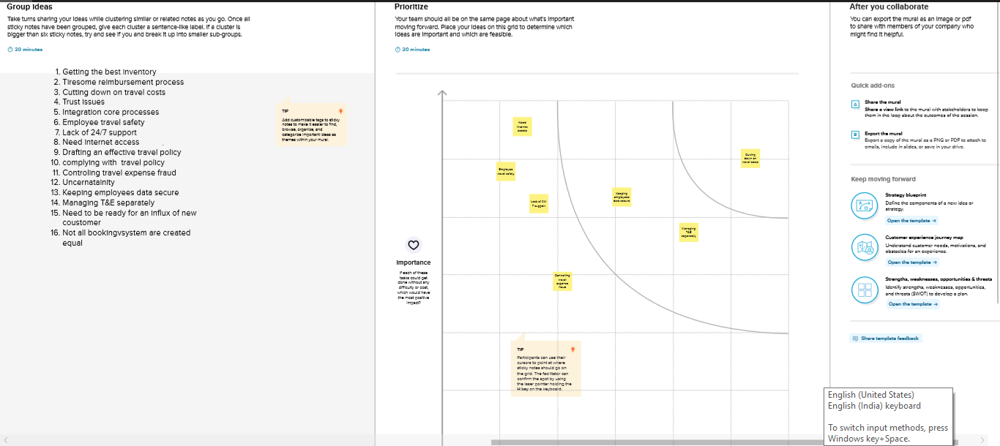 Group ideas
Take turns sharing your ideas while clustering similar or related notes as you go. Once all
sticky notes have been grouped, give each cluster a sentence-like label. If a cluster is
bigger than six sticky notes, try and see if you and break it up into smaller sub-groups.
20 minutes
1. Getting the best inventory
2. Tiresome reimbursement process
3. Cutting down on travel costs
4. Trust issues
5. Integration core processes
6. Employee travel safety
7. Lack of 24/7 support
8. Need internet access
9. Drafting an effective travel policy
10. complying with travel policy
11. Controling travel expense fraud
12. Uncernatainity
13. Keeping employees data secure
14. Managing T&E separately
15. Need to be ready for an influx of new
coustomer
16. Not all bookingvsystem are created
equal
TIP
Add customizable tags to sticky
notes to make it easier to find,
browse, organize, and
categorize important ideas as
themes within your mural.
Prioritize
Your team should all be on the same page about what's important
moving forward. Place your ideas on this grid to determine which
ideas are important and which are feasible.
20 minutes
Need
internet
access
Employee
travel safety
Lack of 24/
7 support
Keeping
employees
data secure
down on
travel costs
Managing
T&E
separately
Controlling
travel
expense
fraud
Importance
If each of these
tasks could get
done without any
difficulty or cost,
which would have
the most positive
impact?
TIP
Participants can use their
cursors to point at where
sticky notes should go on
the grid. The facilitator can
confirm the spot by using
the laser pointer holding the
H key on the keyboard.
After you collaborate
You can export the mural as an image or pdf
to share with members of your company who
might find it helpful.
Quick add-ons
A
Share the mural
Share a view link to the mural with stakeholders to keep
them in the loop about the outcomes of the session.
B
Export the mural
Export a copy of the mural as a PNG or PDF to attach to
emails, include in slides, or save in your drive.
Keep moving forward
Strategy blueprint
Define the components of a new idea or
strategy.
Open the template →
Customer experience journey map
Understand customer needs, motivations, and
obstacles for an experience.
Open the template →
Strengths, weaknesses, opportunities & threats
Identify strengths, weaknesses, opportunities,
and threats (SWOT) to develop a plan.
Open the template →
Share template feedback
English (United States)
English (India) keyboard
To switch input methods, press
Windows key+Space.